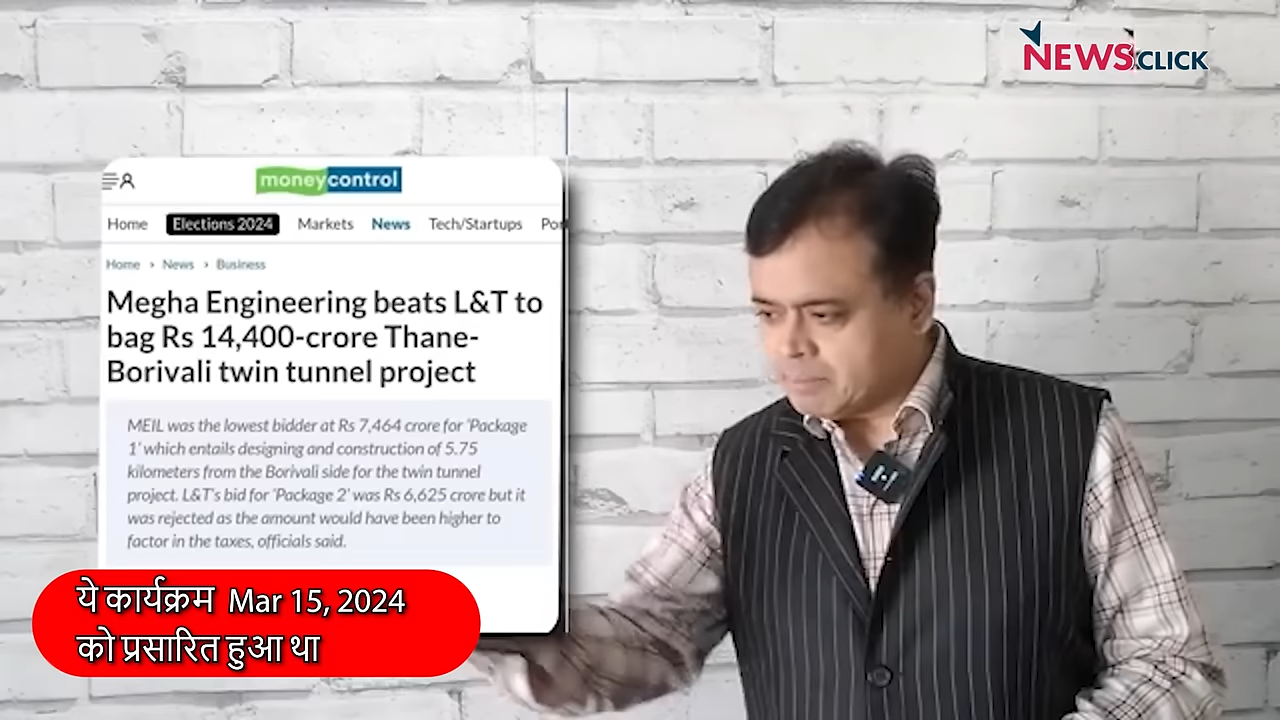 NEWSCLICK
moneycontrol
Home Elections 2024 Markets News Tech/Startups
Home › News › Business
Megha Engineering beats L&T to
bag Rs 14,400-crore Thane-
Borivali twin tunnel project
MEIL was the lowest bidder at Rs 7,464 crore for 'Package
1' which entails designing and construction of 5.75
kilometers from the Borivali side for the twin tunnel
project. L&T's bid for 'Package 2' was Rs 6,625 crore but it
was rejected as the amount would have been higher to
factor in the taxes, officials said.
ये कार्यक्रम Mar 15, 2024
को प्रसारित हुआ था